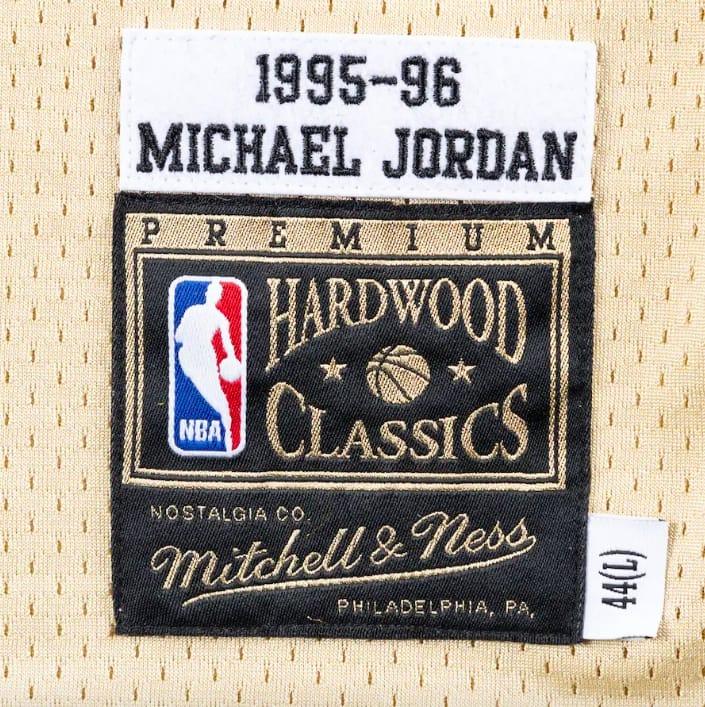 1995-96
MICHAEL JORDAN
PREMIUM
NBA
HARDWOOD
CLASSICS
NOSTALGIA CO.
Mitchell & Ness
PHILADELPHIA, PA.
44(L)